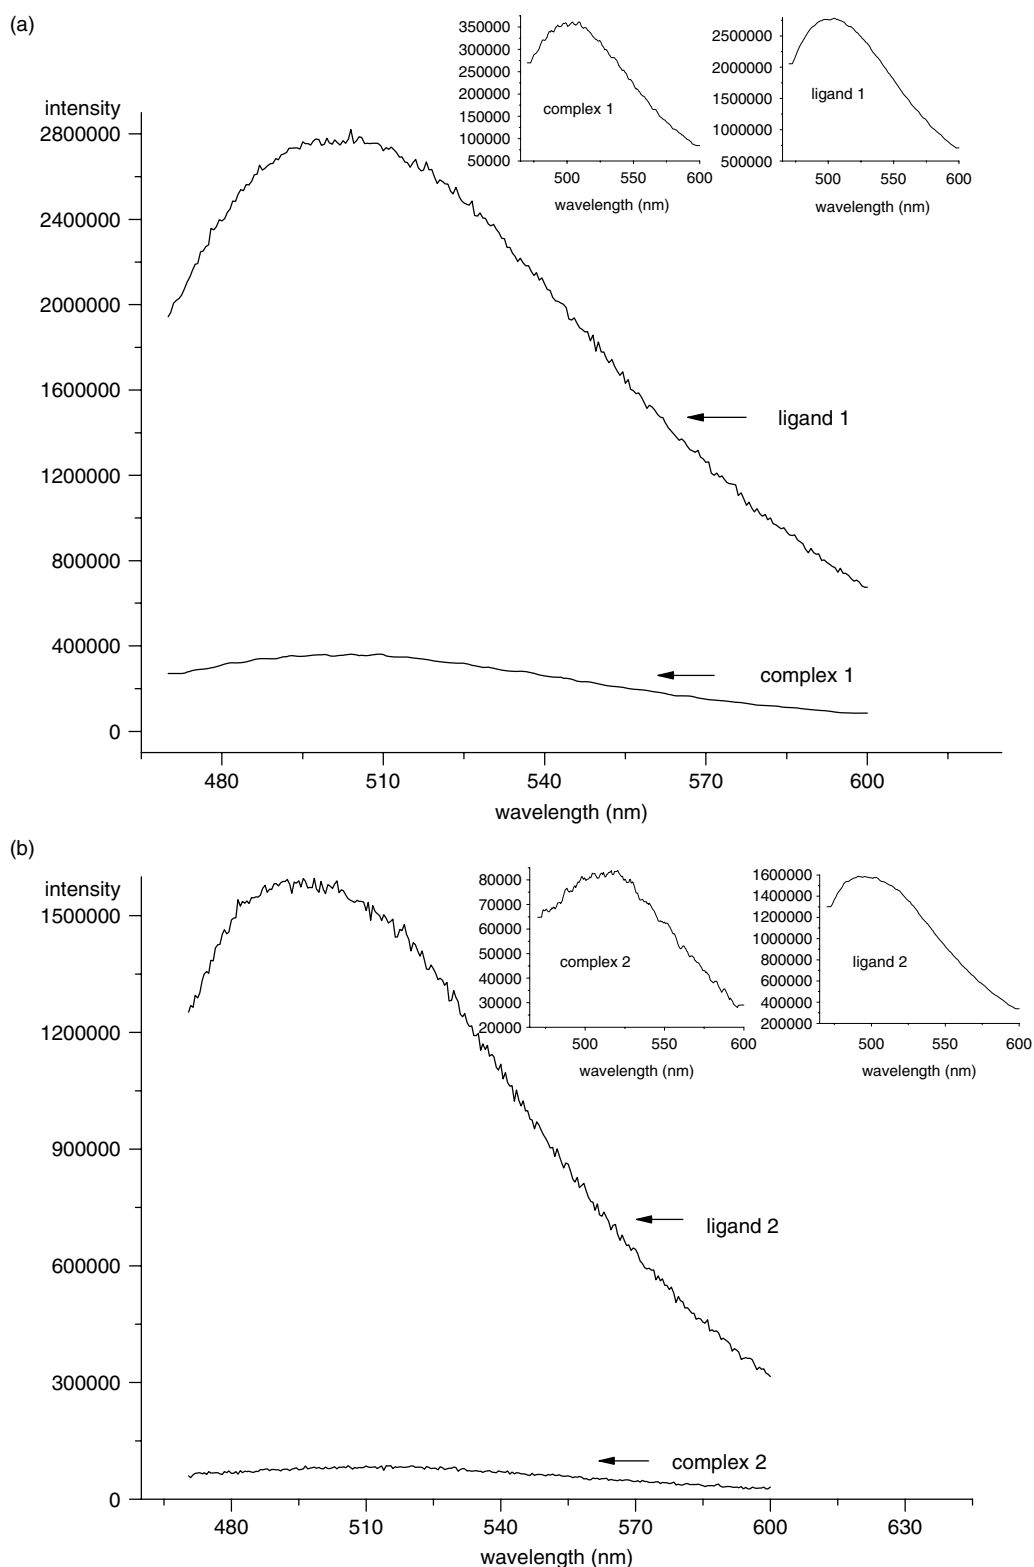 (a)
intensity
2800000
2400000
2000000
1600000
1200000
800000
400000
0
480 510 540 570 600
wavelength (nm)
ligand 1
complex 1
350000
300000
250000
200000
150000
100000
50000
complex 1
500 550 600
wavelength (nm)
2500000
2000000
1500000
1000000
500000
ligand 1
500 550 600
wavelength (nm)
(b)
intensity
1500000
1200000
900000
600000
300000
0
480 510 540 570 600 630
wavelength (nm)
ligand 2
complex 2
80000
70000
60000
50000
40000
30000
20000
complex 2
500 550 600
wavelength (nm)
1600000
1400000
1200000
1000000
800000
600000
400000
200000
ligand 2
500 550 600
wavelength (nm)